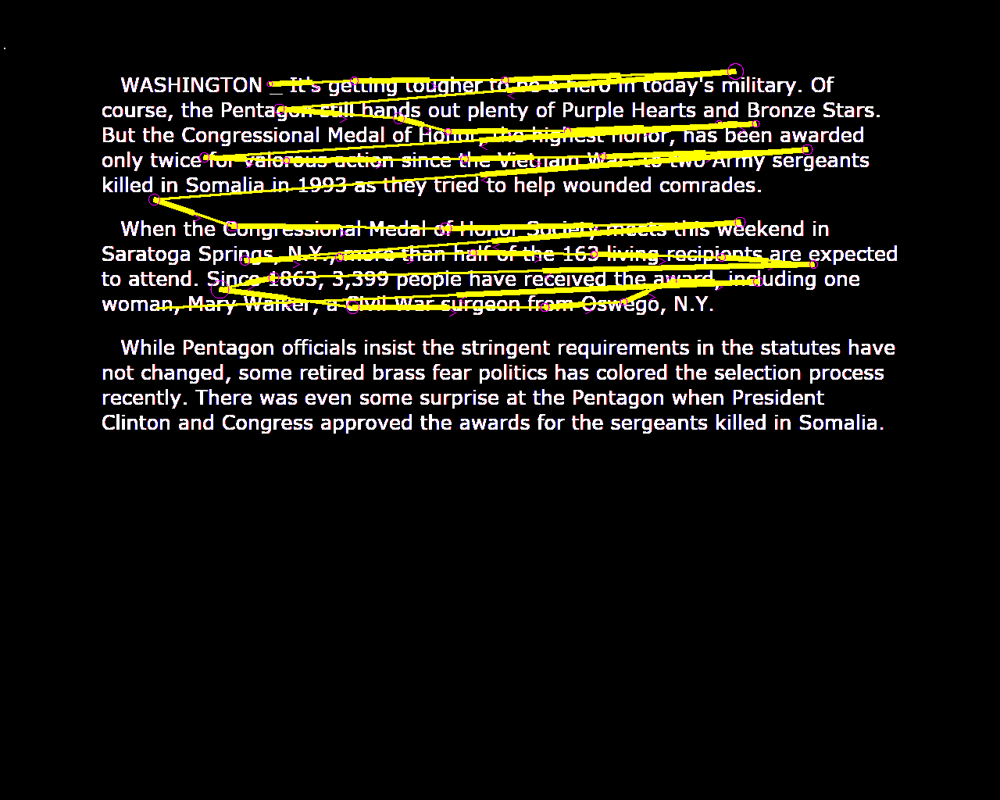 WASHINGTON _ It's getting tougher to be a hero in today's military. Of
course, the Pentagon still hands out plenty of Purple Hearts and Bronze Stars.
But the Congressional Medal of Honor, the highest honor, has been awarded
only twice for valorous action since the Vietnam War: to two Army sergeants
killed in Somalia in 1993 as they tried to help wounded comrades.
When the Congressional Medal of Honor Society meets this weekend in
Saratoga Springs, N.Y., more than half of the 163 living recipients are expected
to attend. Since 1863, 3,399 people have received the award, including one
woman, Mary Walker, a Civil War surgeon from Oswego, N.Y.
While Pentagon officials insist the stringent requirements in the statutes have
not changed, some retired brass fear politics has colored the selection process
recently. There was even some surprise at the Pentagon when President
Clinton and Congress approved the awards for the sergeants killed in Somalia.